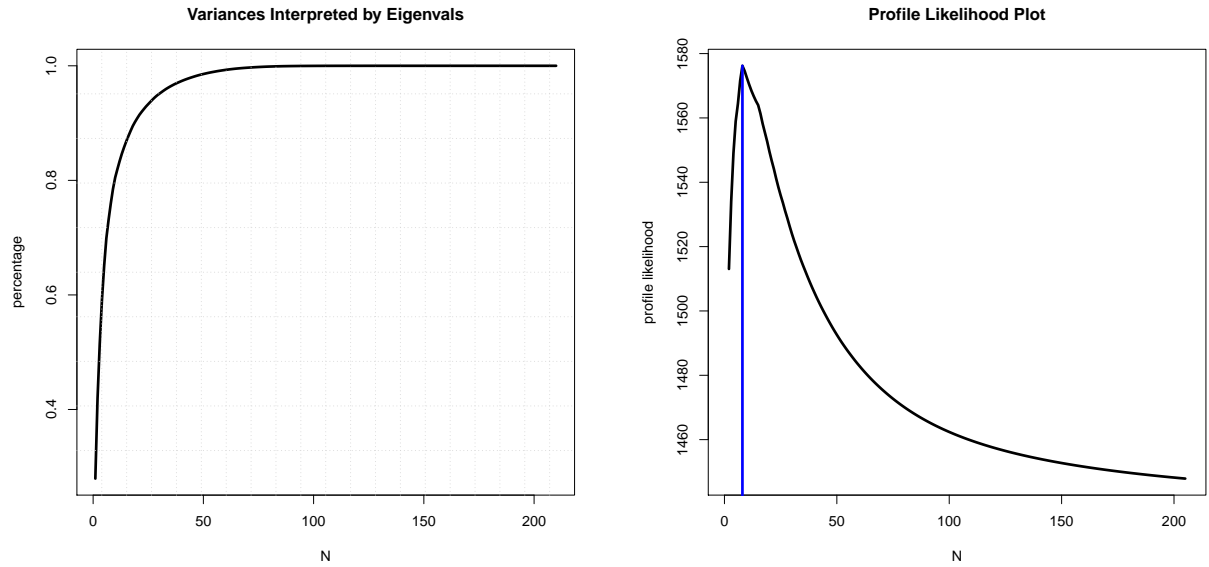 Variances Interpreted by Eigenvals
percentage
1.0
0.8
0.6
0.4
0 50 100 150 200
N
Profile Likelihood Plot
profile likelihood
1580
1560
1540
1520
1500
1480
1460
0 50 100 150 200
N